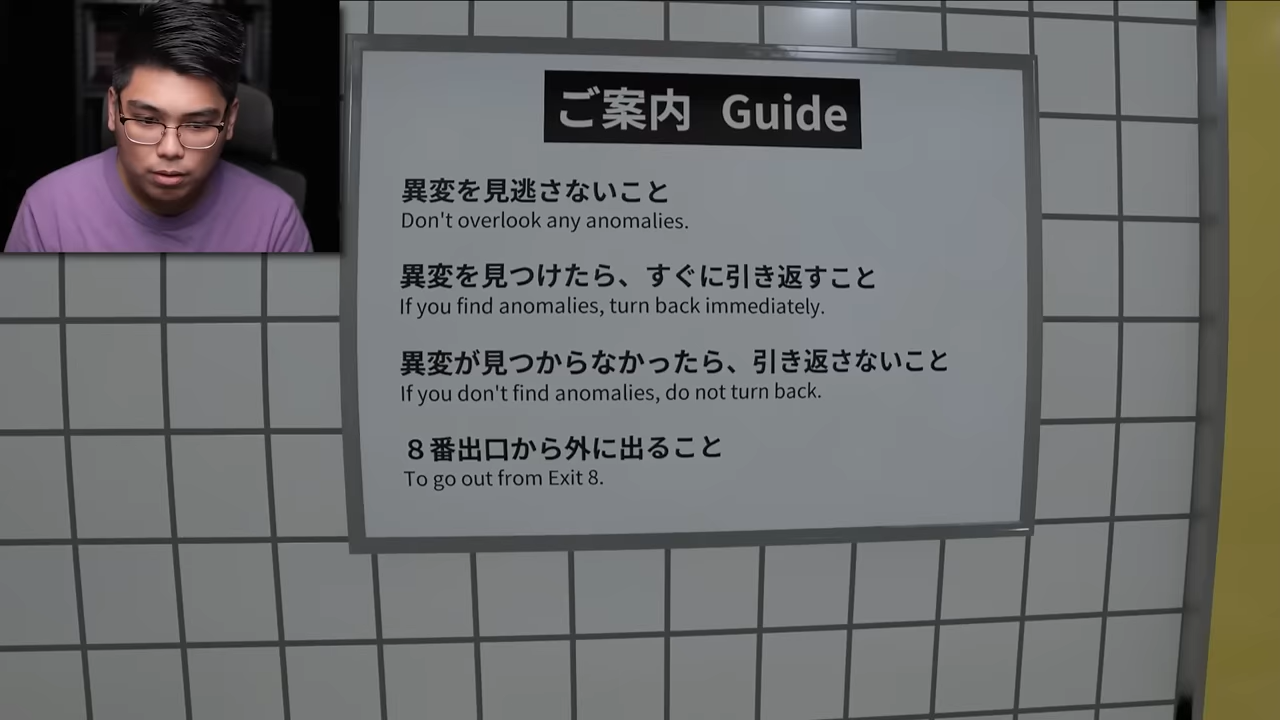 ご案内 Guide
異変を見逃さないこと
Don't overlook any anomalies.
異変を見つけたら、すぐに引き返すこと
If you find anomalies, turn back immediately.
異変が見つからなかったら、引き返さないこと
If you don't find anomalies, do not turn back.
８番出口から外に出ること
To go out from Exit 8.